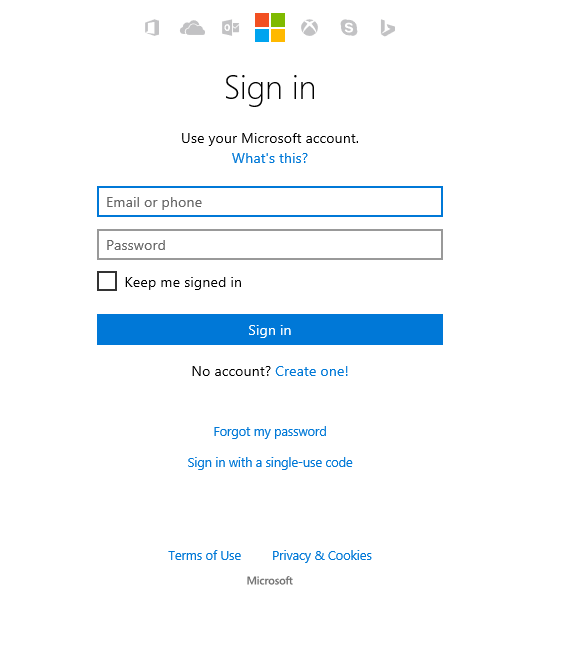 Sign in
Use your Microsoft account.
What's this?
Email or phone
Password
Keep me signed in
Sign in
No account? Create one!
Forgot my password
Sign in with a single-use code
Terms of Use Privacy & Cookies
Microsoft